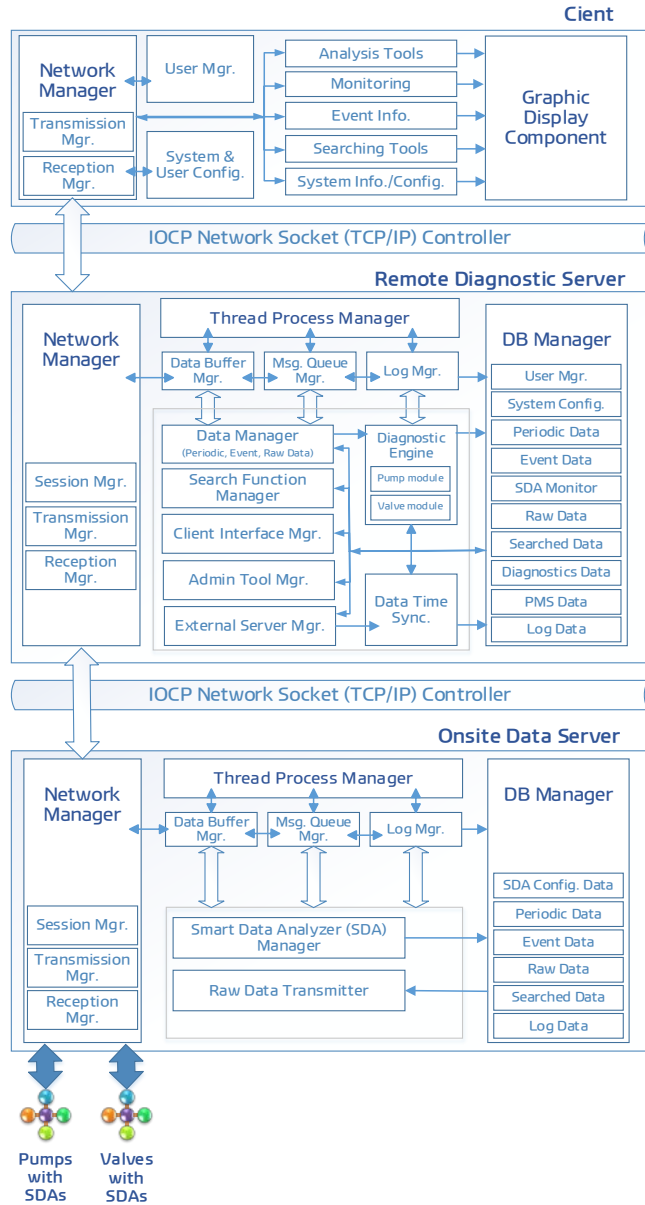 Cient
Network
Manager
Transmission
Mgr.
Reception
Mgr.
User Mgr.
System &
User Config.
Analysis Tools
Monitoring
Event Info.
Searching Tools
System Info./Config.
Graphic
Display
Component
IOCP Network Socket (TCP/IP) Controller
Remote Diagnostic Server
Network
Manager
Session Mgr.
Transmission
Mgr.
Reception
Mgr.
Thread Process Manager
Data Buffer
Mgr.
Msg. Queue
Mgr.
Log Mgr.
Data Manager
(Periodic, Event, Raw Data)
Search Function
Manager
Client Interface Mgr.
Admin Tool Mgr.
External Server Mgr.
Diagnostic
Engine
Pump module
Valve module
Data Time
Sync.
DB Manager
User Mgr.
System Config.
Periodic Data
Event Data
SDA Monitor
Raw Data
Searched Data
Diagnostics Data
PMS Data
Log Data
IOCP Network Socket (TCP/IP) Controller
Onsite Data Server
Network
Manager
Session Mgr.
Transmission
Mgr.
Reception
Mgr.
Thread Process Manager
Data Buffer
Mgr.
Msg. Queue
Mgr.
Log Mgr.
Smart Data Analyzer (SDA)
Manager
Raw Data Transmitter
DB Manager
SDA Config. Data
Periodic Data
Event Data
Raw Data
Searched Data
Log Data
Pumps
with
SDAs
Valves
with
SDAs